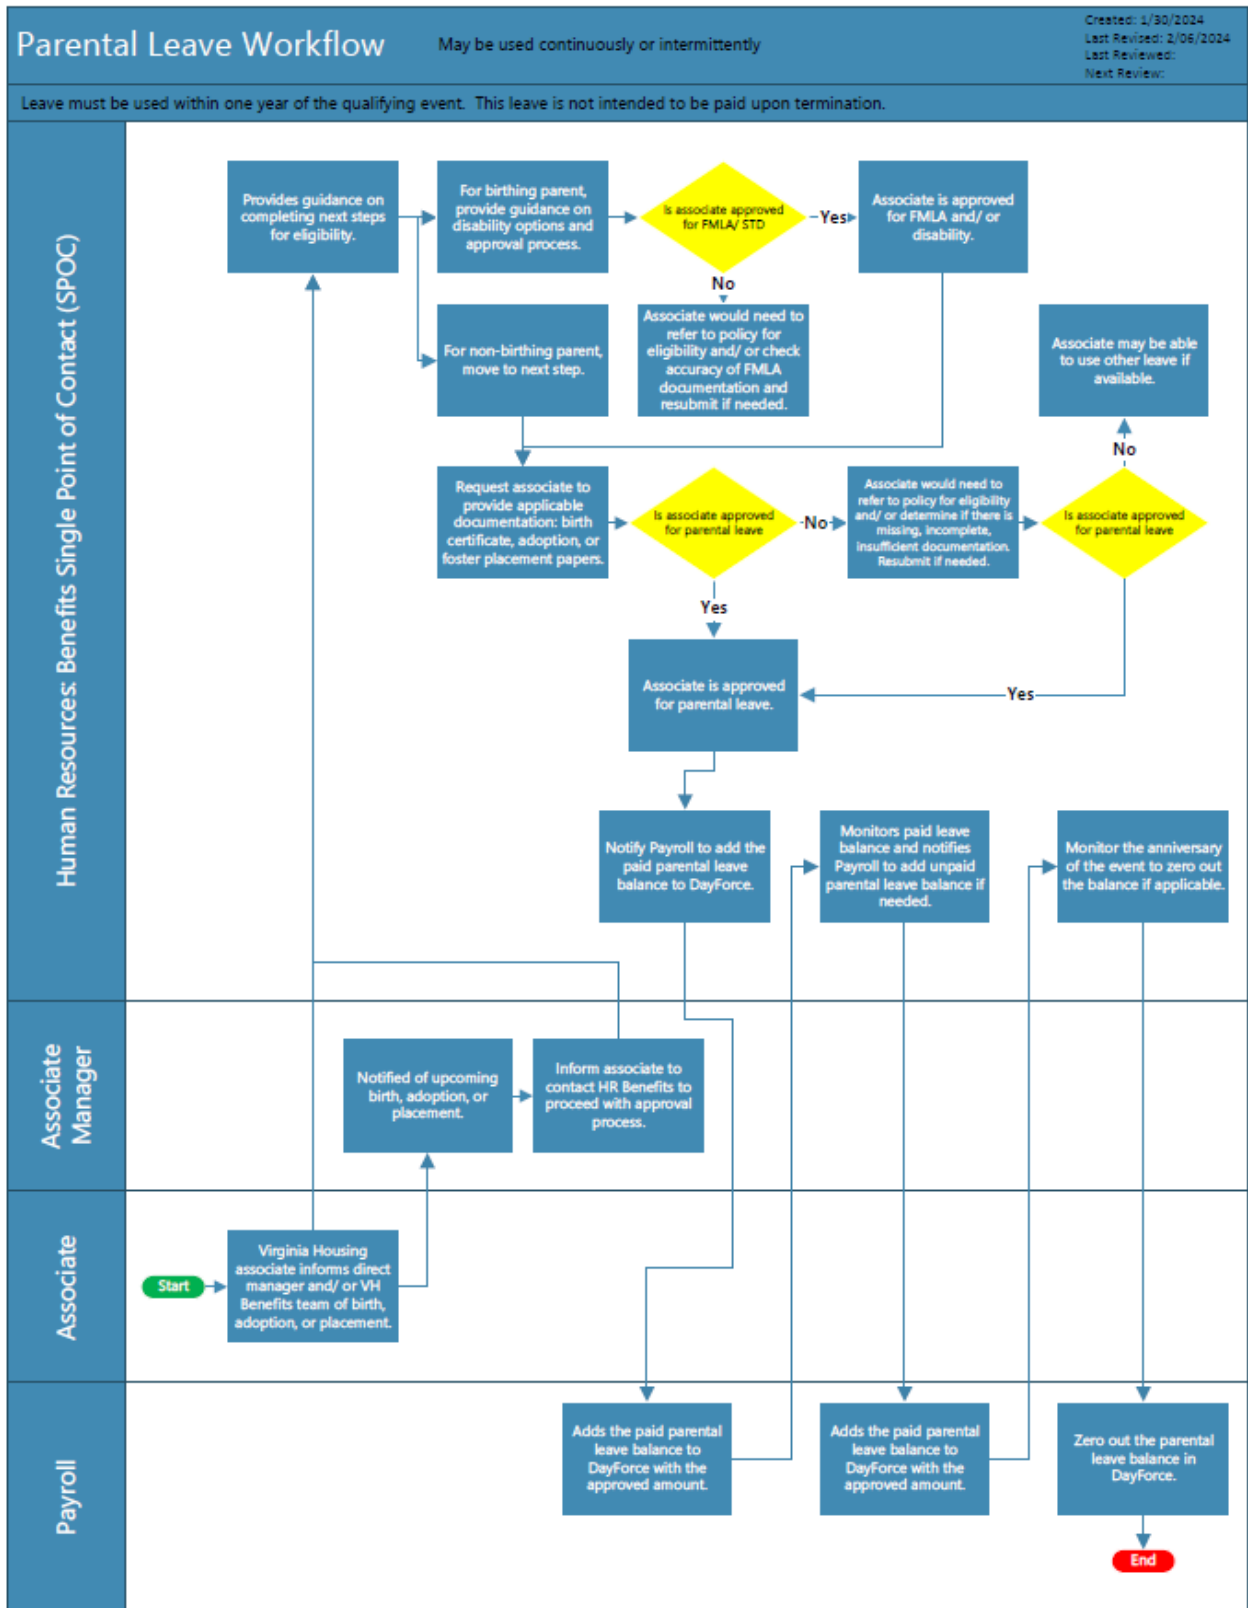 Parental Leave Workflow
May be used continuously or intermittently
Created: 1/30/2024
Last Revised: 2/06/2024
Last Reviewed:
Next Review:
Leave must be used within one year of the qualifying event. This leave is not intended to be paid upon termination.
Human Resources: Benefits Single Point of Contact (SPOC)
Provides guidance on
completing next steps
for eligibility.
For birthing parent,
provide guidance on
disability options and
approval process.
Is associate approved
for FMLA/ STD
Yes
Associate is approved
for FMLA and/ or
disability.
No
Associate would need to
refer to policy for
eligibility and/ or check
accuracy of FMLA
documentation and
resubmit if needed.
For non-birthing parent,
move to next step.
Associate may be able
to use other leave if
available.
No
Request associate to
provide applicable
documentation: birth
certificate, adoption, or
foster placement papers.
Is associate approved
for parental leave
No
Associate would need to
refer to policy for eligibility
and/ or determine if there is
missing, incomplete,
insufficient documentation.
Resubmit if needed.
Is associate approved
for parental leave
Yes
Associate is approved
for parental leave.
Yes
Notify Payroll to add the
paid parental leave
balance to DayForce.
Monitors paid leave
balance and notifies
Payroll to add unpaid
parental leave balance if
needed.
Monitor the anniversary
of the event to zero out
the balance if applicable.
Associate
Manager
Notified of upcoming
birth, adoption, or
placement.
Inform associate to
contact HR Benefits to
proceed with approval
process.
Associate
Start
Virginia Housing
associate informs direct
manager and/ or VH
Benefits team of birth,
adoption, or placement.
Payroll
Adds the paid parental
leave balance to
DayForce with the
approved amount.
Adds the paid parental
leave balance to
DayForce with the
approved amount.
Zero out the parental
leave balance in
DayForce.
End